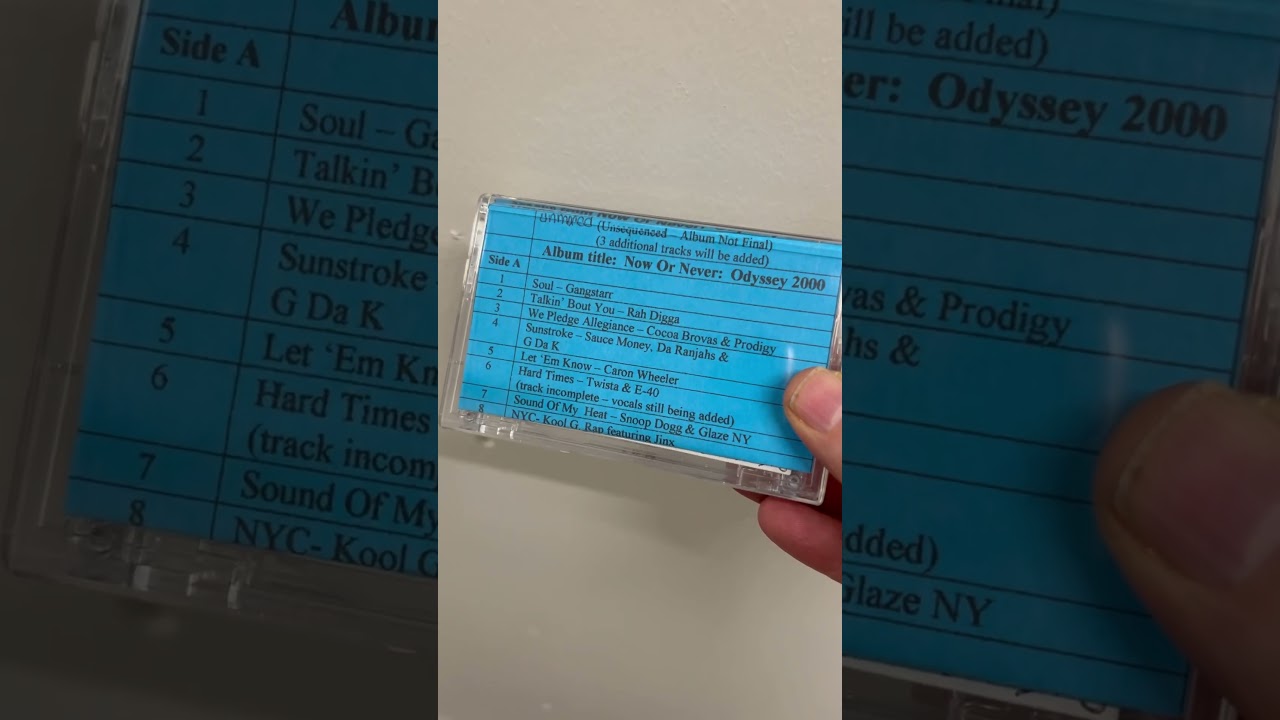 unmixed (Unsequenced – Album Not Final)
(3 additional tracks will be added)
Album title: Now Or Never: Odyssey 2000
Side A
1 Soul – Gangstarr
2 Talkin' Bout You – Rah Digga
3 We Pledge Allegiance – Cocoa Brovas & Prodigy
4 Sunstroke – Sauce Money, Da Ranjahs &
G Da K
5 Let 'Em Know – Caron Wheeler
6 Hard Times – Twista & E-40
(track incomplete – vocals still being added)
7 Sound Of My Heat – Snoop Dogg & Glaze NY
8 NYC- Kool G. Rap featuring Jinx